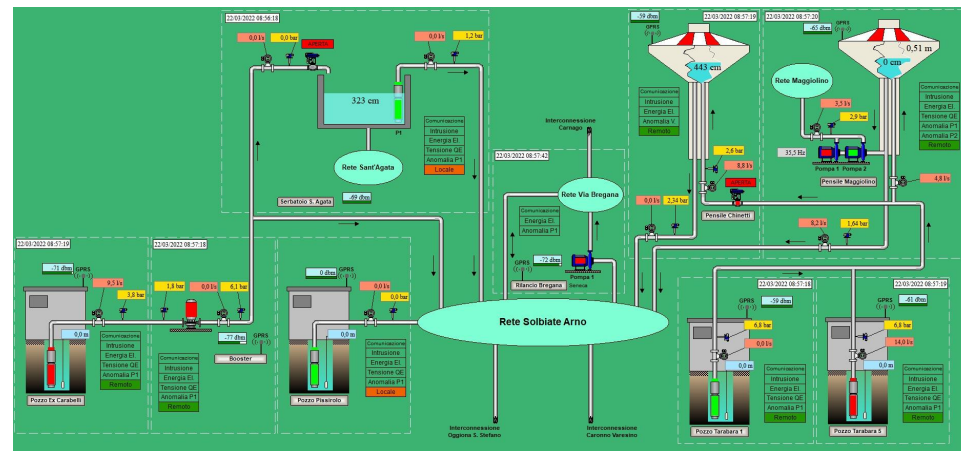 22/03/2022 08:56:18
0,0 l/s
0,0 bar
APERTA
0,0 l/s
1,2 bar
323 cm
P1
Rete Sant'Agata
-69 dbm
Serbatoio S. Agata
Comunicazione
Intrusione
Energia El.
Tensione QE
Anomalia P1
Locale
Interconnessione
Carnago
22/03/2022 08:57:42
Rete Via Bregana
Comunicazione
Energia El.
Anomalia P1
GPRS
-72 dbm
Pompa 1
Rilancio Bregana
-59 dbm
22/03/2022 08:57:19
GPRS
443 cm
Comunicazione
Intrusione
Energia El.
Anomalia V.
Remoto
2,6 bar
8,8 l/s
APERTA
0,0 l/s
2,34 bar
Pensile Chinetti
22/03/2022 08:57:20
-65 dbm
GPRS
0,51 m
0 cm
Rete Maggiolino
3,5 l/s
2,9 bar
35,5 Hz
Pompa 1
Pompa 2
Pensile Maggiolino
Comunicazione
Intrusione
Energia El.
Tensione QE
Anomalia P1
Anomalia P2
Remoto
4,8 l/s
8,2 l/s
1,64 bar
22/03/2022 08:57:19
-71 dbm
GPRS
9,5 l/s
3,8 bar
0,0 m
Comunicazione
Intrusione
Energia El.
Tensione QE
Anomalia P1
Remoto
Pozzo Ex Carabelli
22/03/2022 08:57:18
1,8 bar
0,0 l/s
6,1 bar
-77 dbm
GPRS
Booster
Comunicazione
Intrusione
Energia El.
Tensione QE
Anomalia P1
Remoto
0 dbm
GPRS
0,0 l/s
0,0 bar
0,0 m
Comunicazione
Intrusione
Energia El.
Tensione QE
Anomalia P1
Locale
Pozzo Pissirolo
Rete Solbiate Arno
Interconnessione
Oggiona S. Stefano
Interconnessione
Caronno Varesino
22/03/2022 08:57:18
GPRS
-59 dbm
6,8 bar
0,0 l/s
0,0 m
Comunicazione
Intrusione
Energia El.
Tensione QE
Anomalia P1
Remoto
Pozzo Tarabara 1
22/03/2022 08:57:19
GPRS
-61 dbm
6,8 bar
14,0 l/s
0,0 m
Comunicazione
Intrusione
Energia El.
Tensione QE
Anomalia P1
Remoto
Pozzo Tarabara 5